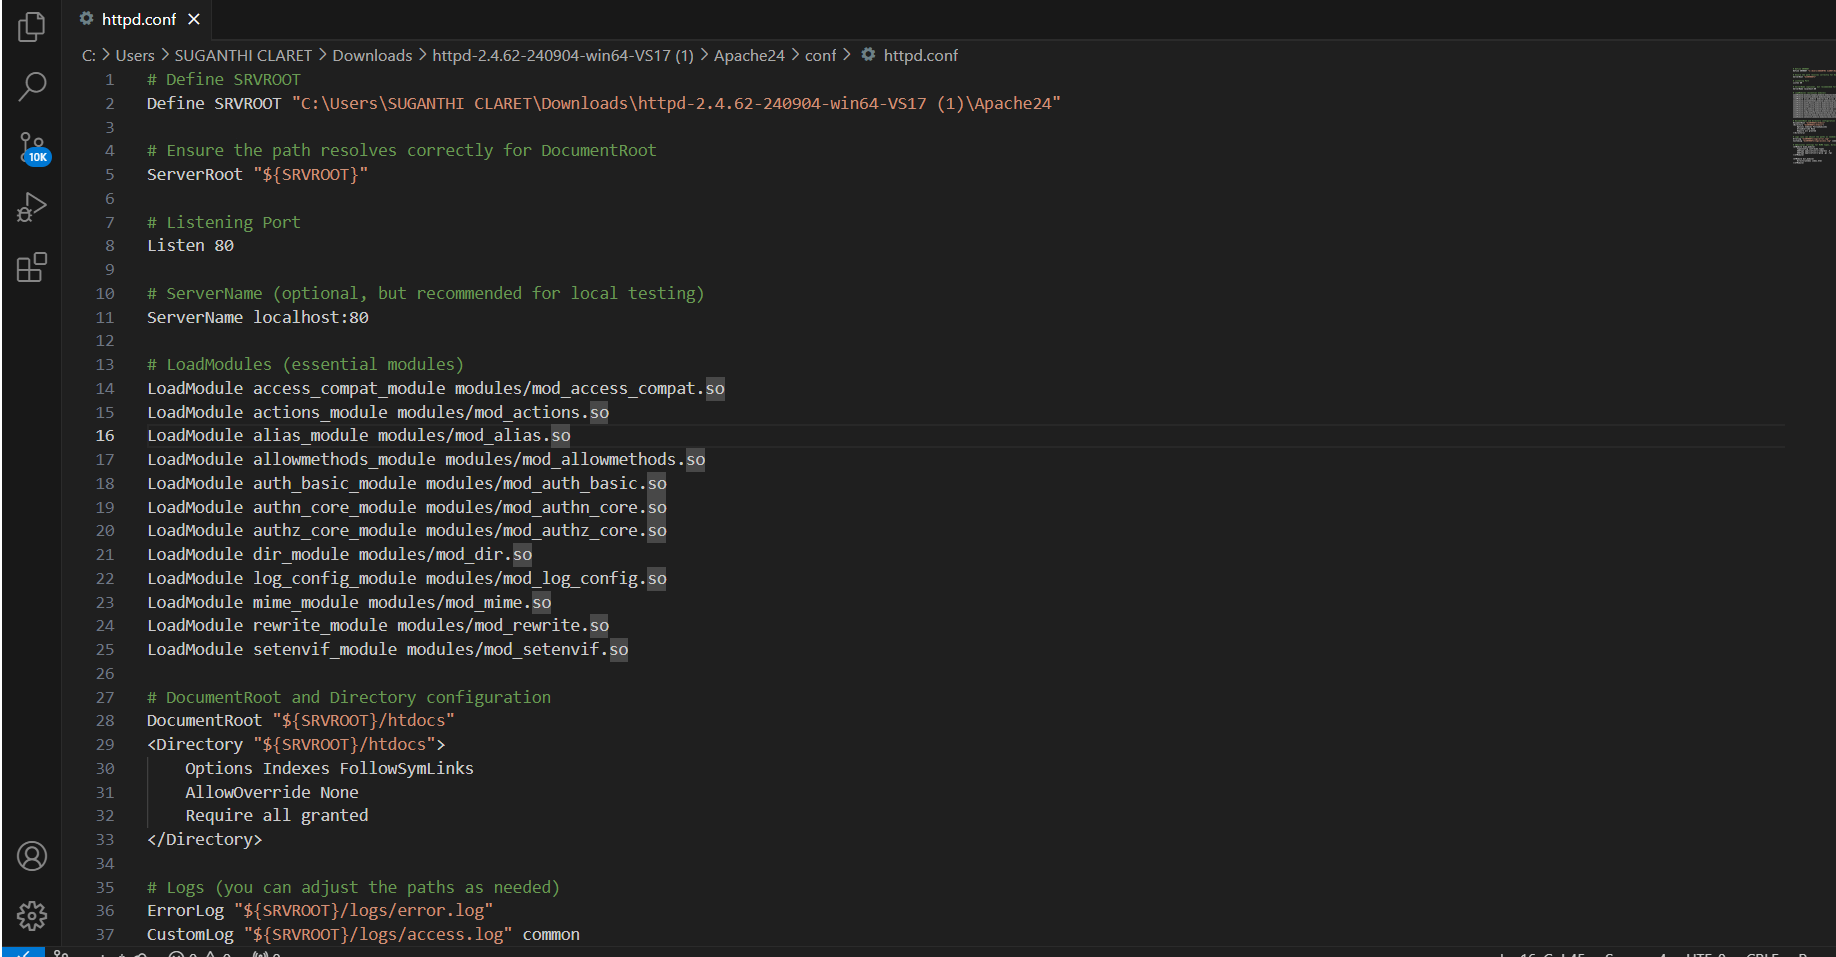 httpd.conf
C: > Users > SUGANTHI CLARET > Downloads > httpd-2.4.62-240904-win64-VS17 (1) > Apache24 > conf > httpd.conf
10K
1 # Define SRVROOT
2 Define SRVROOT "C:\Users\SUGANTHI CLARET\Downloads\httpd-2.4.62-240904-win64-VS17 (1)\Apache24"
3
4 # Ensure the path resolves correctly for DocumentRoot
5 ServerRoot "${SRVROOT}"
6
7 # Listening Port
8 Listen 80
9
10 # ServerName (optional, but recommended for local testing)
11 ServerName localhost:80
12
13 # LoadModules (essential modules)
14 LoadModule access_compat_module modules/mod_access_compat.so
15 LoadModule actions_module modules/mod_actions.so
16 LoadModule alias_module modules/mod_alias.so
17 LoadModule allowmethods_module modules/mod_allowmethods.so
18 LoadModule auth_basic_module modules/mod_auth_basic.so
19 LoadModule authn_core_module modules/mod_authn_core.so
20 LoadModule authz_core_module modules/mod_authz_core.so
21 LoadModule dir_module modules/mod_dir.so
22 LoadModule log_config_module modules/mod_log_config.so
23 LoadModule mime_module modules/mod_mime.so
24 LoadModule rewrite_module modules/mod_rewrite.so
25 LoadModule setenvif_module modules/mod_setenvif.so
26
27 # DocumentRoot and Directory configuration
28 DocumentRoot "${SRVROOT}/htdocs"
29 <Directory "${SRVROOT}/htdocs">
30 Options Indexes FollowSymLinks
31 AllowOverride None
32 Require all granted
33 </Directory>
34
35 # Logs (you can adjust the paths as needed)
36 ErrorLog "${SRVROOT}/logs/error.log"
37 CustomLog "${SRVROOT}/logs/access.log" common